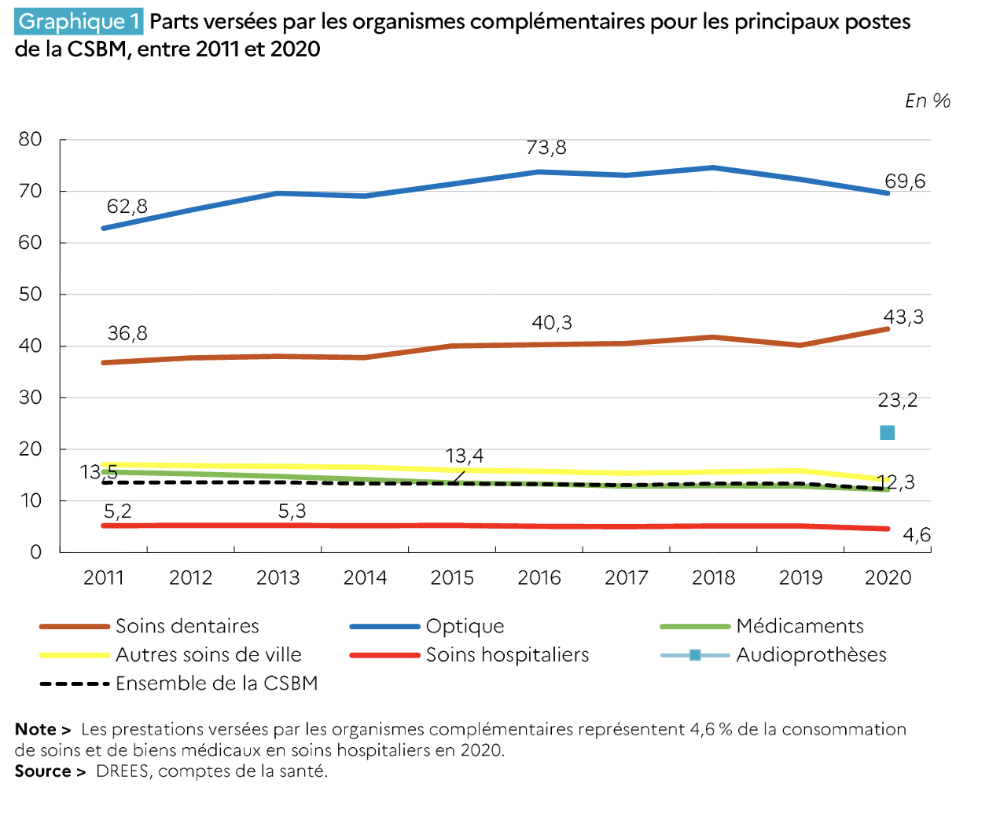 Graphique 1 Parts versées par les organismes complémentaires pour les principaux postes
de la CSBM, entre 2011 et 2020
En %
80
73,8
70
69,6
62,8
60
50
43,3
40,3
36,8
40
30
23,2
20
13,4
13,5
12,3
10
5,2
5,3
4,6
0
2011 2012 2013 2014 2015 2016 2017 2018 2019 2020
Soins dentaires Optique Médicaments
Autres soins de ville Soins hospitaliers Audioprothèses
Ensemble de la CSBM
Note > Les prestations versées par les organismes complémentaires représentent 4,6 % de la consommation
de soins et de biens médicaux en soins hospitaliers en 2020.
Source > DREES, comptes de la santé.